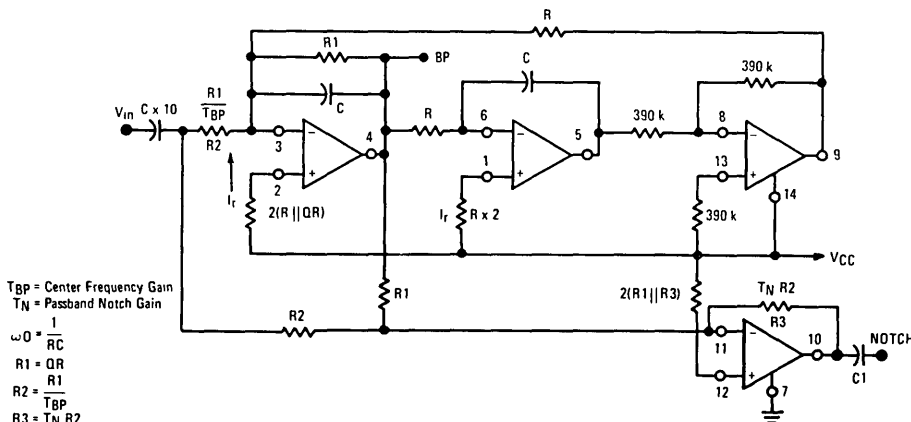 R
R1
BP
C
390 k
C
R1
TBP
Vin
C x 10
R
390 k
R2
3
4
6
5
8
9
2
1
13
14
Ir
2(R || QR)
Ir
R x 2
390 k
VCC
TBP = Center Frequency Gain
TN = Passband Notch Gain
ω0 = 1
RC
R1 = QR
R2 = R1
TBP
R3 = TN R2
R1
R2
2(R1 || R3)
TN R2
R3
11
10
NOTCH
12
7
C1